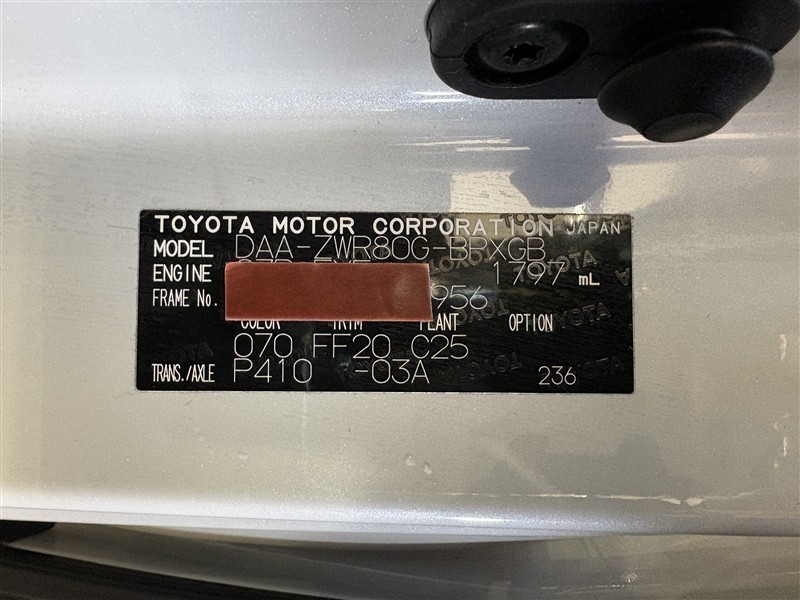 TOYOTA MOTOR CORPORATION JAPAN
MODEL DAA-ZWR80G-BPXGB
ENGINE 1797 mL
FRAME No. 956
COLOR TRIM PLANT OPTION
070 FF20 C25
TRANS./AXLE P410 -03A 236